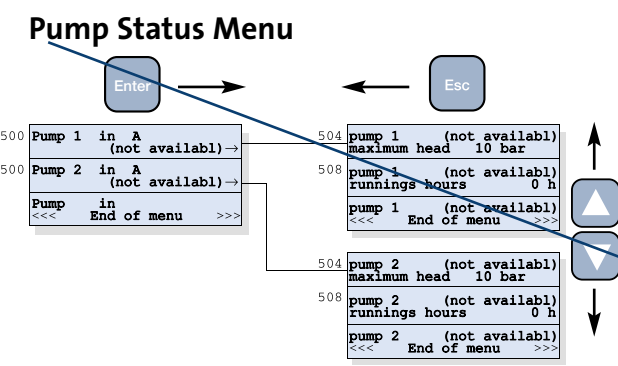 Pump Status Menu
Enter
Esc
500 Pump 1 in A
(not availabl)→
500 Pump 2 in A
(not availabl)→
Pump in
<<< End of menu >>>
504 pump 1 (not availabl)
maximum head 10 bar
508 pump 1 (not availabl)
runnings hours 0 h
pump 1 (not availabl)
<<< End of menu >>>
504 pump 2 (not availabl)
maximum head 10 bar
508 pump 2 (not availabl)
runnings hours 0 h
pump 2 (not availabl)
<<< End of menu >>>